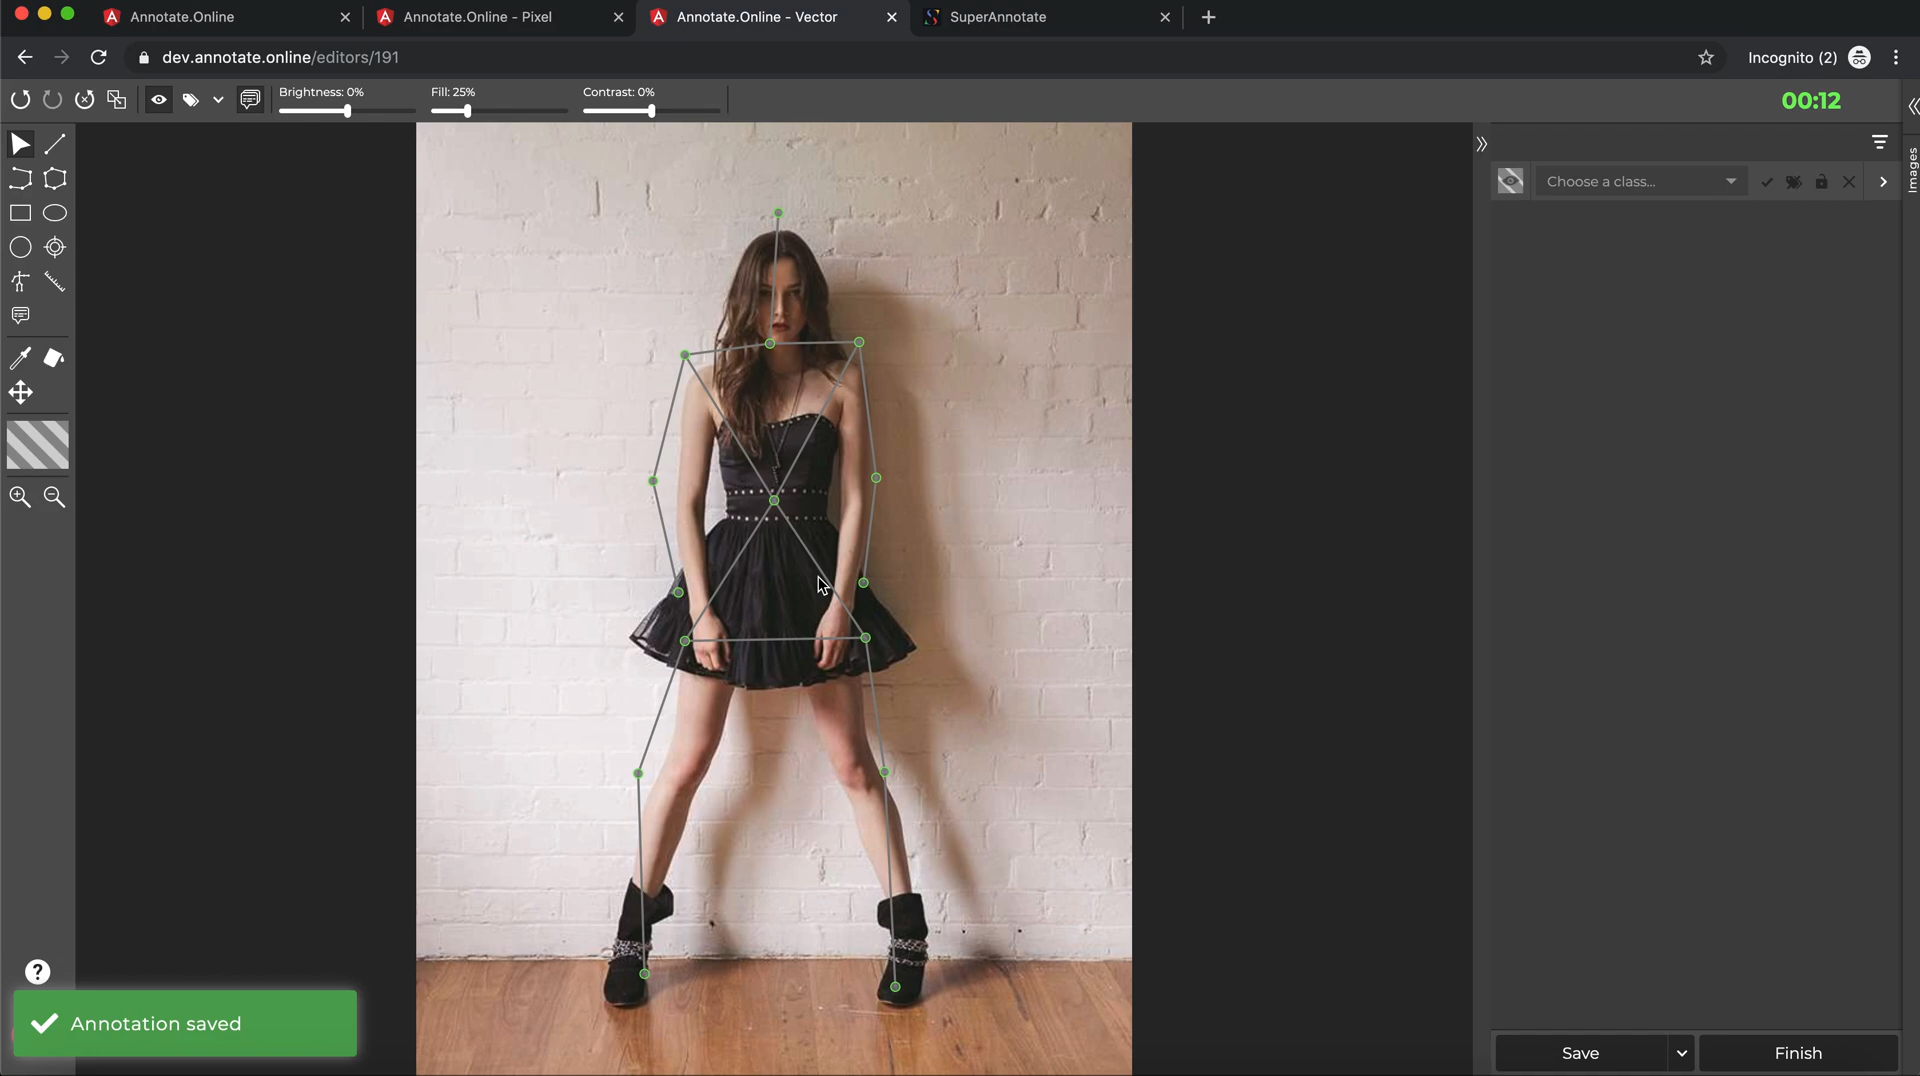 Annotate.Online
Annotate.Online - Pixel
Annotate.Online - Vector
SuperAnnotate
dev.annotate.online/editors/191
Incognito (2)
Brightness: 0%
Fill: 25%
Contrast: 0%
00:12
Images
Choose a class...
?
Annotation saved
Save
Finish